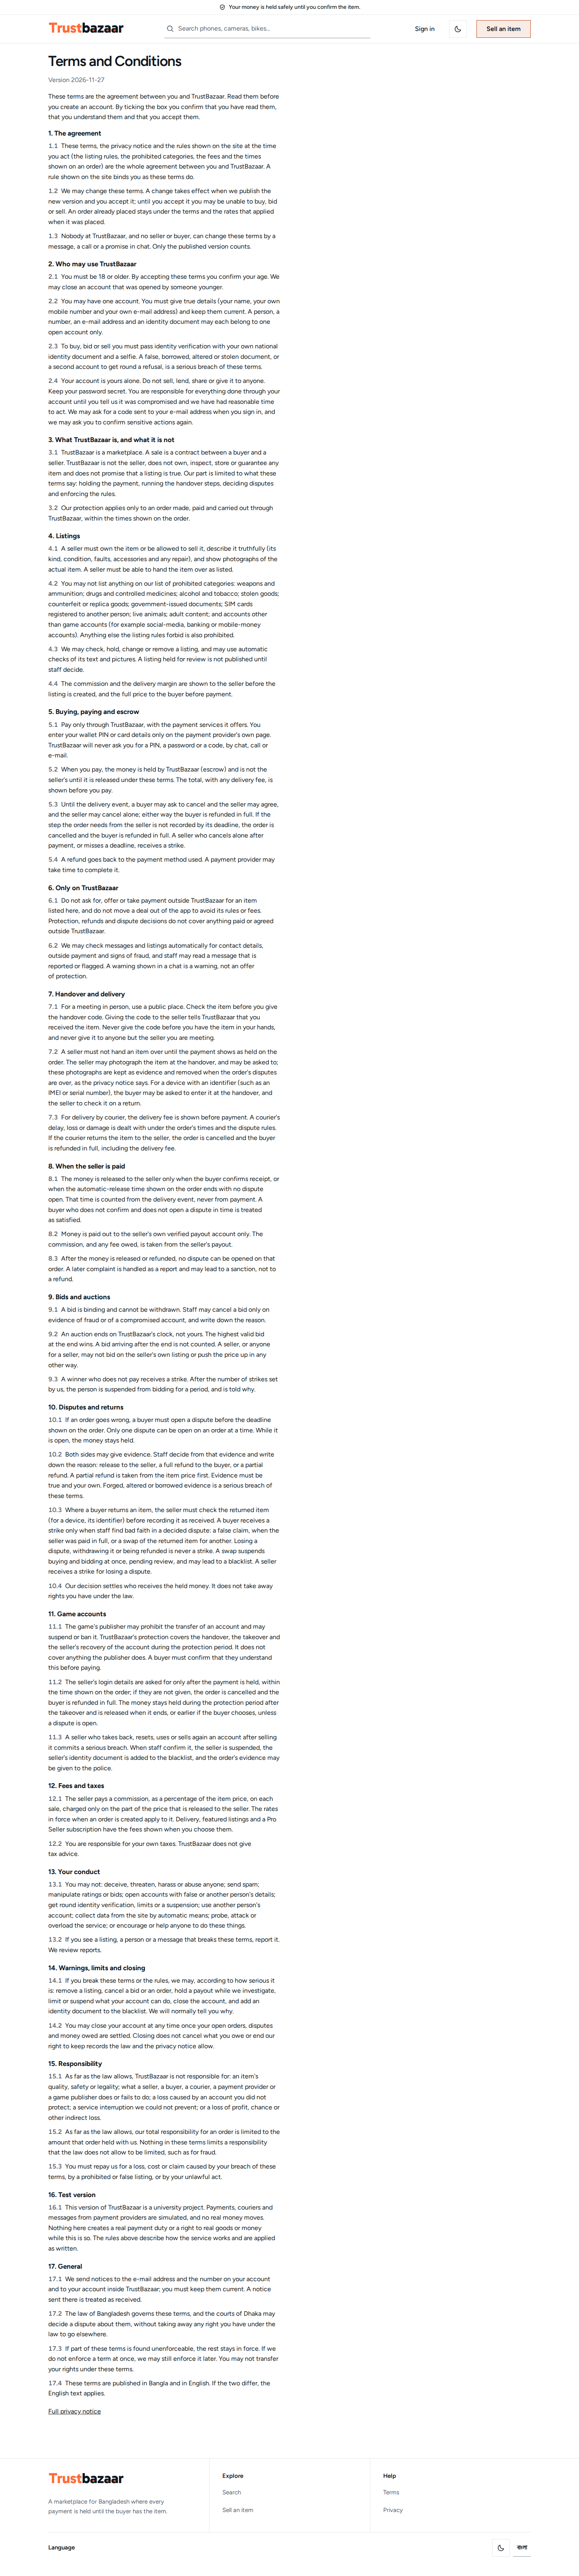 Your money is held safely until you confirm the item.
Trustbazaar
Search phones, cameras, bikes...
Sign in
Sell an item
Terms and Conditions
Version 2026-11-27
These terms are the agreement between you and TrustBazaar. Read them before
you create an account. By ticking the box you confirm that you have read them,
that you understand them and that you accept them.
1. The agreement
1.1 These terms, the privacy notice and the rules shown on the site at the time
you act (the listing rules, the prohibited categories, the fees and the times
shown on an order) are the whole agreement between you and TrustBazaar. A
rule shown on the site binds you as these terms do.
1.2 We may change these terms. A change takes effect when we publish the
new version and you accept it; until you accept it you may be unable to buy, bid
or sell. An order already placed stays under the terms and the rates that applied
when it was placed.
1.3 Nobody at TrustBazaar, and no seller or buyer, can change these terms by a
message, a call or a promise in chat. Only the published version counts.
2. Who may use TrustBazaar
2.1 You must be 18 or older. By accepting these terms you confirm your age. We
may close an account that was opened by someone younger.
2.2 You may have one account. You must give true details (your name, your own
mobile number and your own e-mail address) and keep them current. A person, a
number, an e-mail address and an identity document may each belong to one
open account only.
2.3 To buy, bid or sell you must pass identity verification with your own national
identity document and a selfie. A false, borrowed, altered or stolen document, or
a second account to get round a refusal, is a serious breach of these terms.
2.4 Your account is yours alone. Do not sell, lend, share or give it to anyone.
Keep your password secret. You are responsible for everything done through your
account until you tell us it was compromised and we have had reasonable time
to act. We may ask for a code sent to your e-mail address when you sign in, and
we may ask you to confirm sensitive actions again.
3. What TrustBazaar is, and what it is not
3.1 TrustBazaar is a marketplace. A sale is a contract between a buyer and a
seller. TrustBazaar is not the seller, does not own, inspect, store or guarantee any
item and does not promise that a listing is true. Our part is limited to what these
terms say: holding the payment, running the handover steps, deciding disputes
and enforcing the rules.
3.2 Our protection applies only to an order made, paid and carried out through
TrustBazaar, within the times shown on the order.
4. Listings
4.1 A seller must own the item or be allowed to sell it, describe it truthfully (its
kind, condition, faults, accessories and any repair), and show photographs of the
actual item. A seller must be able to hand the item over as listed.
4.2 You may not list anything on our list of prohibited categories: weapons and
ammunition; drugs and controlled medicines; alcohol and tobacco; stolen goods;
counterfeit or replica goods; government-issued documents; SIM cards
registered to another person; live animals; adult content; and accounts other
than game accounts (for example social-media, banking or mobile-money
accounts). Anything else the listing rules forbid is also prohibited.
4.3 We may check, hold, change or remove a listing, and may use automatic
checks of its text and pictures. A listing held for review is not published until
staff decide.
4.4 The commission and the delivery margin are shown to the seller before the
listing is created, and the full price to the buyer before payment.
5. Buying, paying and escrow
5.1 Pay only through TrustBazaar, with the payment services it offers. You
enter your wallet PIN or card details only on the payment provider's own page.
TrustBazaar will never ask you for a PIN, a password or a code, by chat, call or
e-mail.
5.2 When you pay, the money is held by TrustBazaar (escrow) and is not the
seller's until it is released under these terms. The total, with any delivery fee, is
shown before you pay.
5.3 Until the delivery event, a buyer may ask to cancel and the seller may agree,
and the seller may cancel alone; either way the buyer is refunded in full. If the
step the order needs from the seller is not recorded by its deadline, the order is
cancelled and the buyer is refunded in full. A seller who cancels alone after
payment, or misses a deadline, receives a strike.
5.4 A refund goes back to the payment method used. A payment provider may
take time to complete it.
6. Only on TrustBazaar
6.1 Do not ask for, offer or take payment outside TrustBazaar for an item
listed here, and do not move a deal out of the app to avoid its rules or fees.
Protection, refunds and dispute decisions do not cover anything paid or agreed
outside TrustBazaar.
6.2 We may check messages and listings automatically for contact details,
outside payment and signs of fraud, and staff may read a message that is
reported or flagged. A warning shown in a chat is a warning, not an offer
of protection.
7. Handover and delivery
7.1 For a meeting in person, use a public place. Check the item before you give
the handover code. Giving the code to the seller tells TrustBazaar that you
received the item. Never give the code before you have the item in your hands,
and never give it to anyone but the seller you are meeting.
7.2 A seller must not hand an item over until the payment shows as held on the
order. The seller may photograph the item at the handover, and may be asked to;
these photographs are kept as evidence and removed when the order's disputes
are over, as the privacy notice says. For a device with an identifier (such as an
IMEI or serial number), the buyer may be asked to enter it at the handover, and
the seller to check it on a return.
7.3 For delivery by courier, the delivery fee is shown before payment. A courier's
delay, loss or damage is dealt with under the order's times and the dispute rules.
If the courier returns the item to the seller, the order is cancelled and the buyer
is refunded in full, including the delivery fee.
8. When the seller is paid
8.1 The money is released to the seller only when the buyer confirms receipt, or
when the automatic-release time shown on the order ends with no dispute
open. That time is counted from the delivery event, never from payment. A
buyer who does not confirm and does not open a dispute in time is treated
as satisfied.
8.2 Money is paid out to the seller's own verified payout account only. The
commission, and any fee owed, is taken from the seller's payout.
8.3 After the money is released or refunded, no dispute can be opened on that
order. A later complaint is handled as a report and may lead to a sanction, not to
a refund.
9. Bids and auctions
9.1 A bid is binding and cannot be withdrawn. Staff may cancel a bid only on
evidence of fraud or of a compromised account, and write down the reason.
9.2 An auction ends on TrustBazaar's clock, not yours. The highest valid bid
at the end wins. A bid arriving after the end is not counted. A seller, or anyone
for a seller, may not bid on the seller's own listing or push the price up in any
other way.
9.3 A winner who does not pay receives a strike. After the number of strikes set
by us, the person is suspended from bidding for a period, and is told why.
10. Disputes and returns
10.1 If an order goes wrong, a buyer must open a dispute before the deadline
shown on the order. Only one dispute can be open on an order at a time. While it
is open, the money stays held.
10.2 Both sides may give evidence. Staff decide from that evidence and write
down the reason: release to the seller, a full refund to the buyer, or a partial
refund. A partial refund is taken from the item price first. Evidence must be
true and your own. Forged, altered or borrowed evidence is a serious breach of
these terms.
10.3 Where a buyer returns an item, the seller must check the returned item
(for a device, its identifier) before recording it as received. A buyer receives a
strike only when staff find bad faith in a decided dispute: a false claim, when the
seller was paid in full, or a swap of the returned item for another. Losing a
dispute, withdrawing it or being refunded is never a strike. A swap suspends
buying and bidding at once, pending review, and may lead to a blacklist. A seller
receives a strike for losing a dispute.
10.4 Our decision settles who receives the held money. It does not take away
rights you have under the law.
11. Game accounts
11.1 The game's publisher may prohibit the transfer of an account and may
suspend or ban it. TrustBazaar's protection covers the handover, the takeover and
the seller's recovery of the account during the protection period. It does not
cover anything the publisher does. A buyer must confirm that they understand
this before paying.
11.2 The seller's login details are asked for only after the payment is held, within
the time shown on the order; if they are not given, the order is cancelled and the
buyer is refunded in full. The money stays held during the protection period after
the takeover and is released when it ends, or earlier if the buyer chooses, unless
a dispute is open.
11.3 A seller who takes back, resets, uses or sells again an account after selling
it commits a serious breach. When staff confirm it, the seller is suspended, the
seller's identity document is added to the blacklist, and the order's evidence may
be given to the police.
12. Fees and taxes
12.1 The seller pays a commission, as a percentage of the item price, on each
sale, charged only on the part of the price that is released to the seller. The rates
in force when an order is created apply to it. Delivery, featured listings and a Pro
Seller subscription have the fees shown when you choose them.
12.2 You are responsible for your own taxes. TrustBazaar does not give
tax advice.
13. Your conduct
13.1 You may not: deceive, threaten, harass or abuse anyone; send spam;
manipulate ratings or bids; open accounts with false or another person's details;
get round identity verification, limits or a suspension; use another person's
account; collect data from the site by automatic means; probe, attack or
overload the service; or encourage or help anyone to do these things.
13.2 If you see a listing, a person or a message that breaks these terms, report it.
We review reports.
14. Warnings, limits and closing
14.1 If you break these terms or the rules, we may, according to how serious it
is: remove a listing, cancel a bid or an order, hold a payout while we investigate,
limit or suspend what your account can do, close the account, and add an
identity document to the blacklist. We will normally tell you why.
14.2 You may close your account at any time once your open orders, disputes
and money owed are settled. Closing does not cancel what you owe or end our
right to keep records the law and the privacy notice allow.
15. Responsibility
15.1 As far as the law allows, TrustBazaar is not responsible for: an item's
quality, safety or legality; what a seller, a buyer, a courier, a payment provider or
a game publisher does or fails to do; a loss caused by an account you did not
protect; a service interruption we could not prevent; or a loss of profit, chance or
other indirect loss.
15.2 As far as the law allows, our total responsibility for an order is limited to the
amount that order held with us. Nothing in these terms limits a responsibility
that the law does not allow to be limited, such as for fraud.
15.3 You must repay us for a loss, cost or claim caused by your breach of these
terms, by a prohibited or false listing, or by your unlawful act.
16. Test version
16.1 This version of TrustBazaar is a university project. Payments, couriers and
messages from payment providers are simulated, and no real money moves.
Nothing here creates a real payment duty or a right to real goods or money
while this is so. The rules above describe how the service works and are applied
as written.
17. General
17.1 We send notices to the e-mail address and the number on your account
and to your account inside TrustBazaar; you must keep them current. A notice
sent there is treated as received.
17.2 The law of Bangladesh governs these terms, and the courts of Dhaka may
decide a dispute about them, without taking away any right you have under the
law to go elsewhere.
17.3 If part of these terms is found unenforceable, the rest stays in force. If we
do not enforce a term at once, we may still enforce it later. You may not transfer
your rights under these terms.
17.4 These terms are published in Bangla and in English. If the two differ, the
English text applies.
Full privacy notice
Trustbazaar
A marketplace for Bangladesh where every
payment is held until the buyer has the item.
Explore
Search
Sell an item
Help
Terms
Privacy
Language
বাংলা